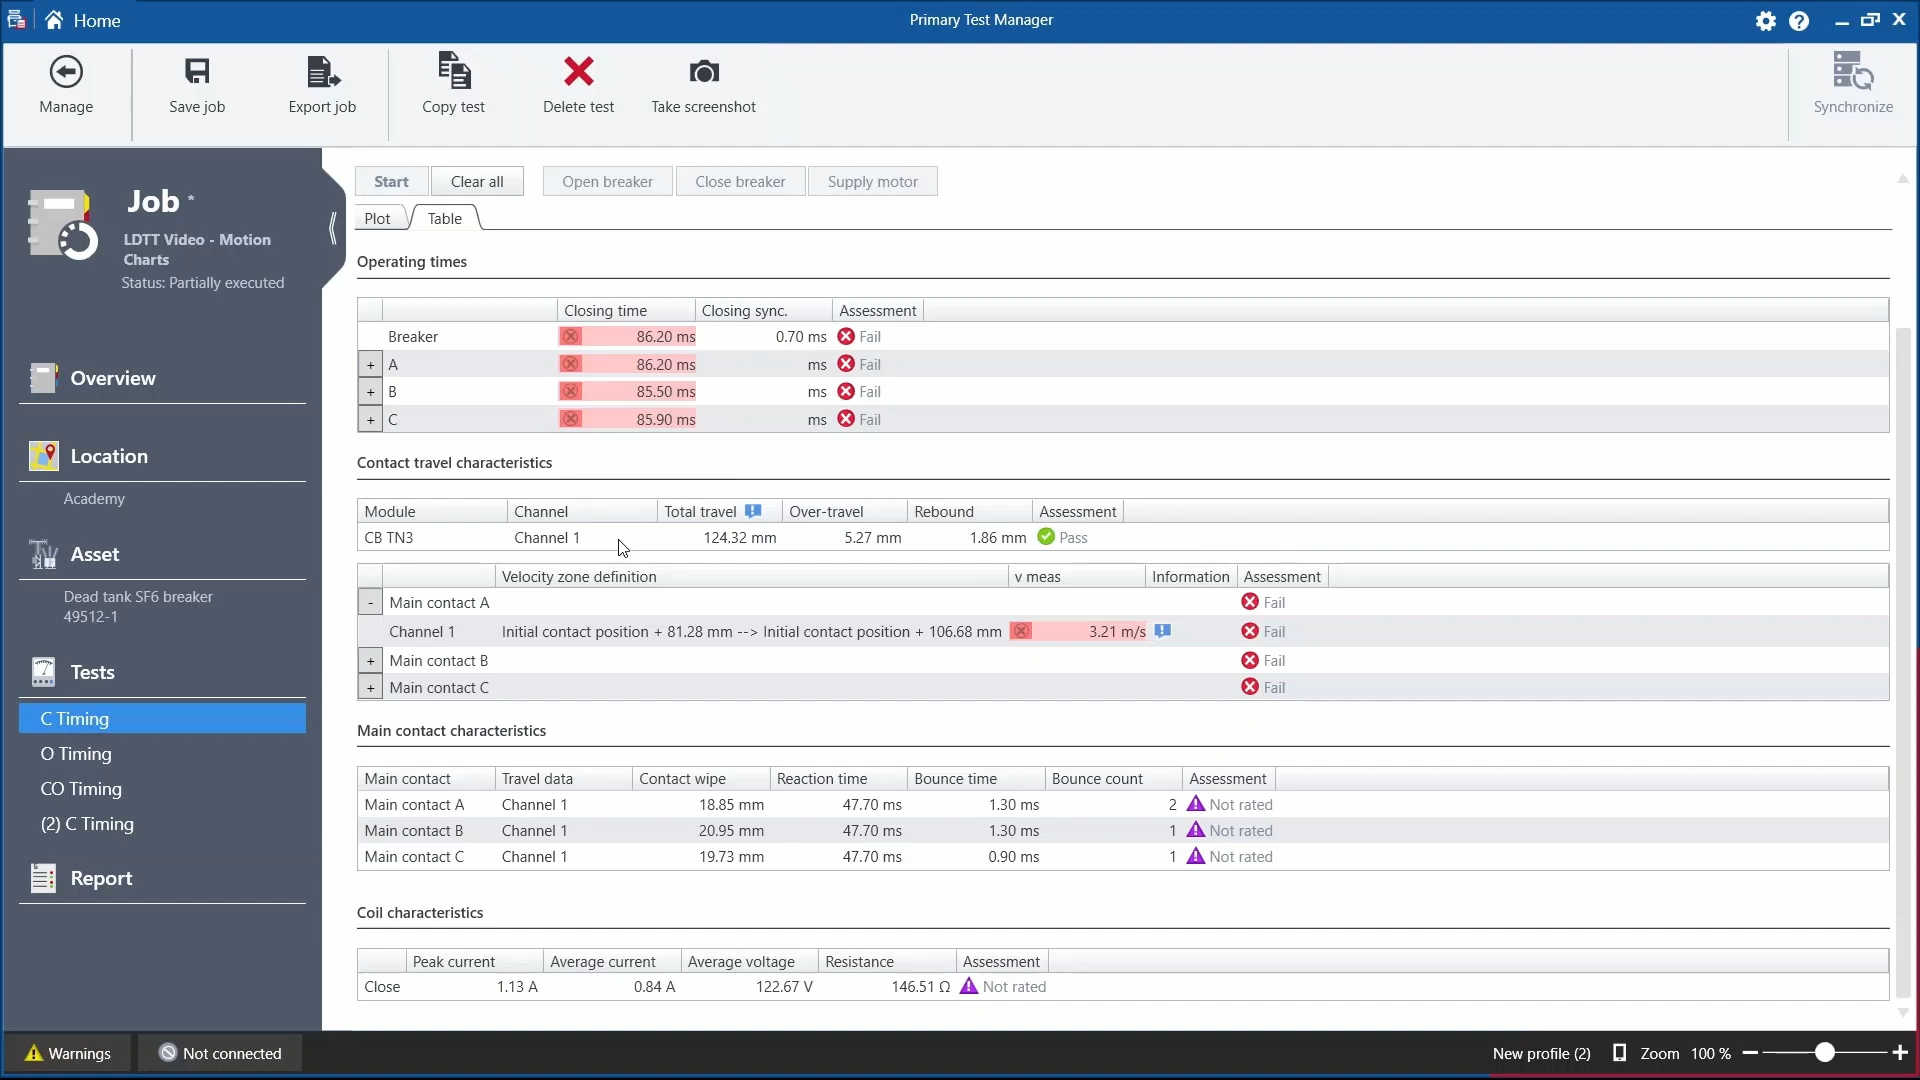 Home
Primary Test Manager
Manage
Save job
Export job
Copy test
Delete test
Take screenshot
Synchronize
Job *
LDTT Video - Motion
Charts
Status: Partially executed
Overview
Location
Academy
Asset
Dead tank SF6 breaker
49512-1
Tests
C Timing
O Timing
CO Timing
(2) C Timing
Report
Start Clear all Open breaker Close breaker Supply motor
Plot Table
Operating times
Closing time Closing sync. Assessment
Breaker 86.20 ms 0.70 ms Fail
+ A 86.20 ms ms Fail
+ B 85.50 ms ms Fail
+ C 85.90 ms ms Fail
Contact travel characteristics
Module Channel Total travel Over-travel Rebound Assessment
CB TN3 Channel 1 124.32 mm 5.27 mm 1.86 mm Pass
Velocity zone definition v meas Information Assessment
- Main contact A Fail
Channel 1 Initial contact position + 81.28 mm --> Initial contact position + 106.68 mm 3.21 m/s Fail
+ Main contact B Fail
+ Main contact C Fail
Main contact characteristics
Main contact Travel data Contact wipe Reaction time Bounce time Bounce count Assessment
Main contact A Channel 1 18.85 mm 47.70 ms 1.30 ms 2 Not rated
Main contact B Channel 1 20.95 mm 47.70 ms 1.30 ms 1 Not rated
Main contact C Channel 1 19.73 mm 47.70 ms 0.90 ms 1 Not rated
Coil characteristics
Peak current Average current Average voltage Resistance Assessment
Close 1.13 A 0.84 A 122.67 V 146.51 Ω Not rated
Warnings Not connected New profile (2) Zoom 100 %